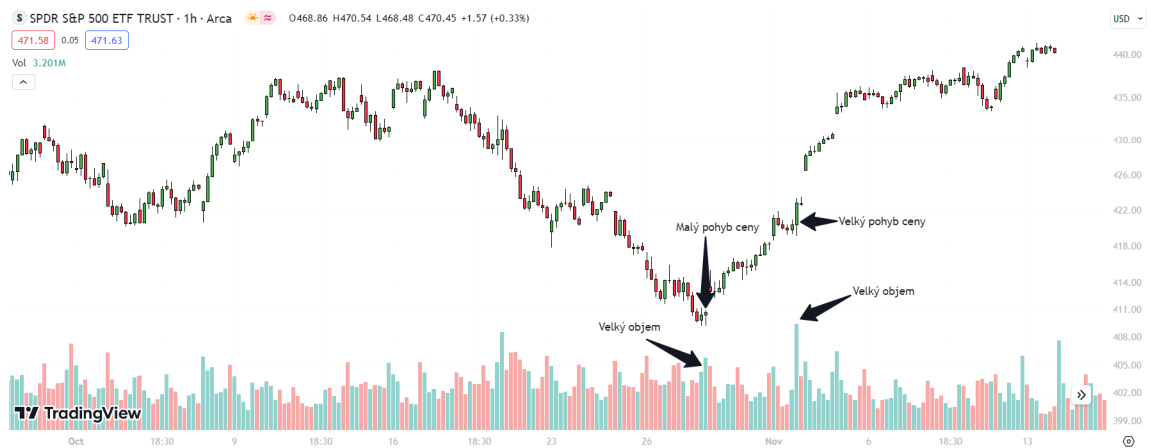 S SPDR S&P 500 ETF TRUST · 1h · Arca O468.86 H470.54 L468.48 C470.45 +1.57 (+0.33%) USD
471.58 0.05 471.63
Vol 3.201M
440.00
435.00
430.00
426.00
422.00
Malý pohyb ceny
Velký pohyb ceny
418.00
414.00
Velký objem
411.00
Velký objem
408.00
405.00
402.00
TradingView
399.00
Oct 18:30 9 18:30 16 18:30 23 26 18:30 Nov 6 18:30 13